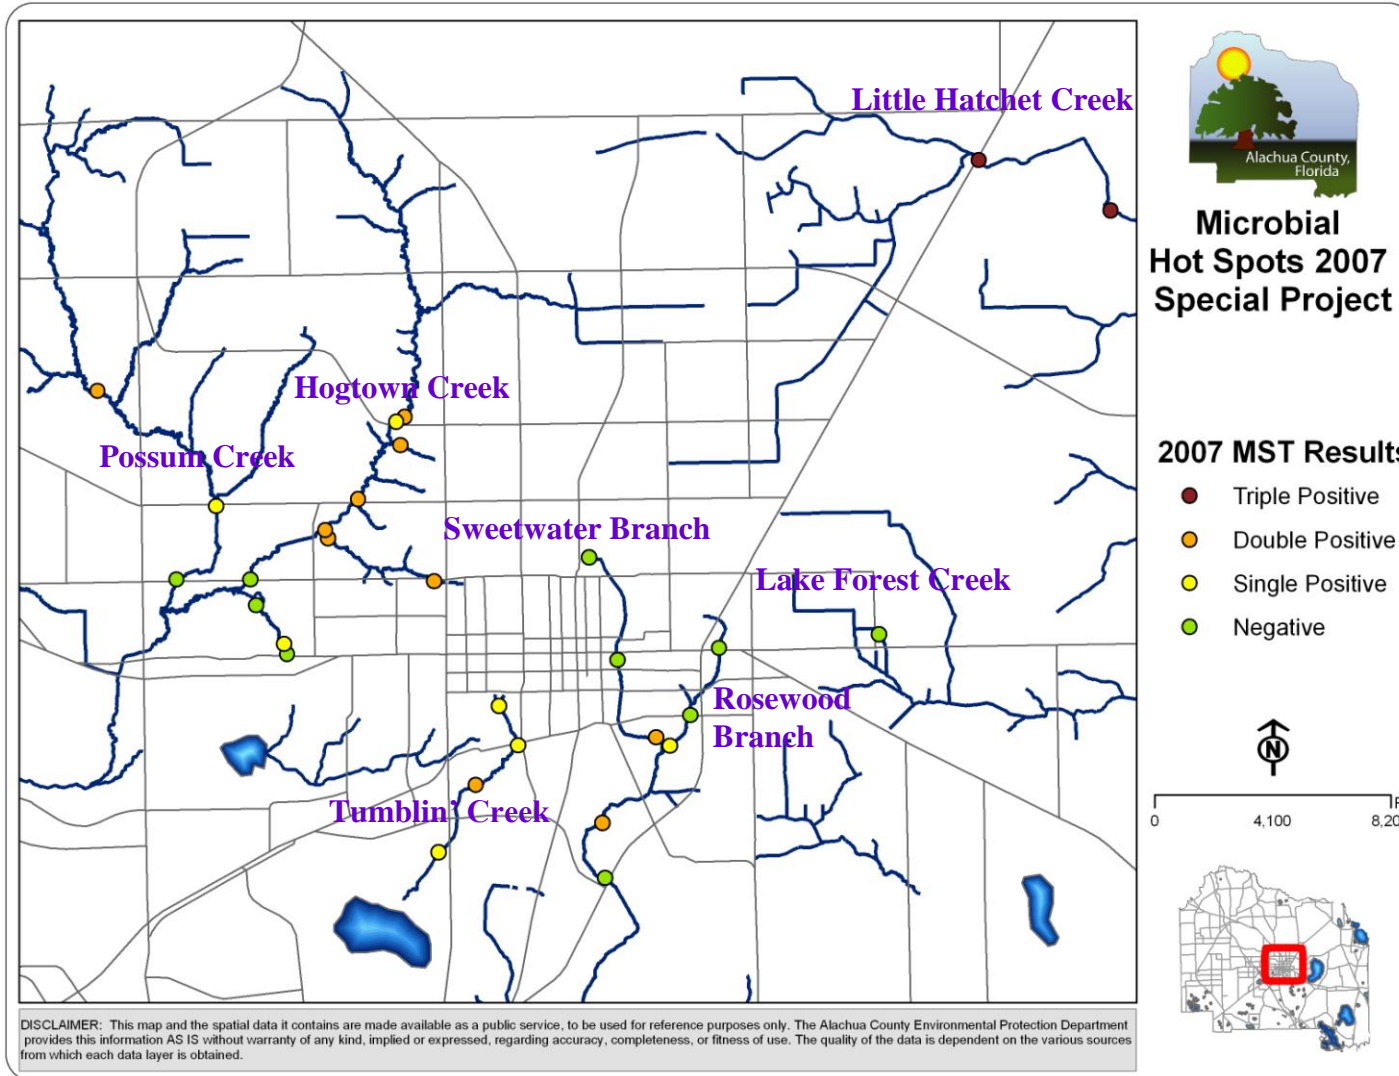 Little Hatchet Creek
Hogtown Creek
Possum Creek
Sweetwater Branch
Lake Forest Creek
Rosewood
Branch
Tumblin' Creek
Alachua County,
Florida
Microbial
Hot Spots 2007
Special Project
2007 MST Results
Triple Positive
Double Positive
Single Positive
Negative
N
0 4,100 8,20
DISCLAIMER: This map and the spatial data it contains are made available as a public service, to be used for reference purposes only. The Alachua County Environmental Protection Department
provides this information AS IS without warranty of any kind, implied or expressed, regarding accuracy, completeness, or fitness of use. The quality of the data is dependent on the various sources
from which each data layer is obtained.